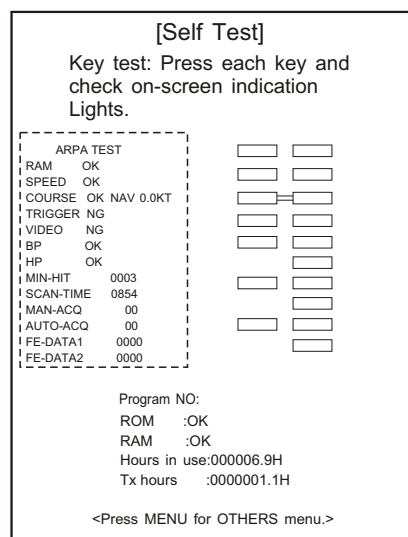 [Self Test]
Key test: Press each key and
check on-screen indication
Lights.
ARPA TEST
RAM OK
SPEED OK
COURSE OK NAV 0.0KT
TRIGGER NG
VIDEO NG
BP OK
HP OK
MIN-HIT 0003
SCAN-TIME 0854
MAN-ACQ 00
AUTO-ACQ 00
FE-DATA1 0000
FE-DATA2 0000
Program NO:
ROM :OK
RAM :OK
Hours in use:000006.9H
Tx hours :0000001.1H
<Press MENU for OTHERS menu.>